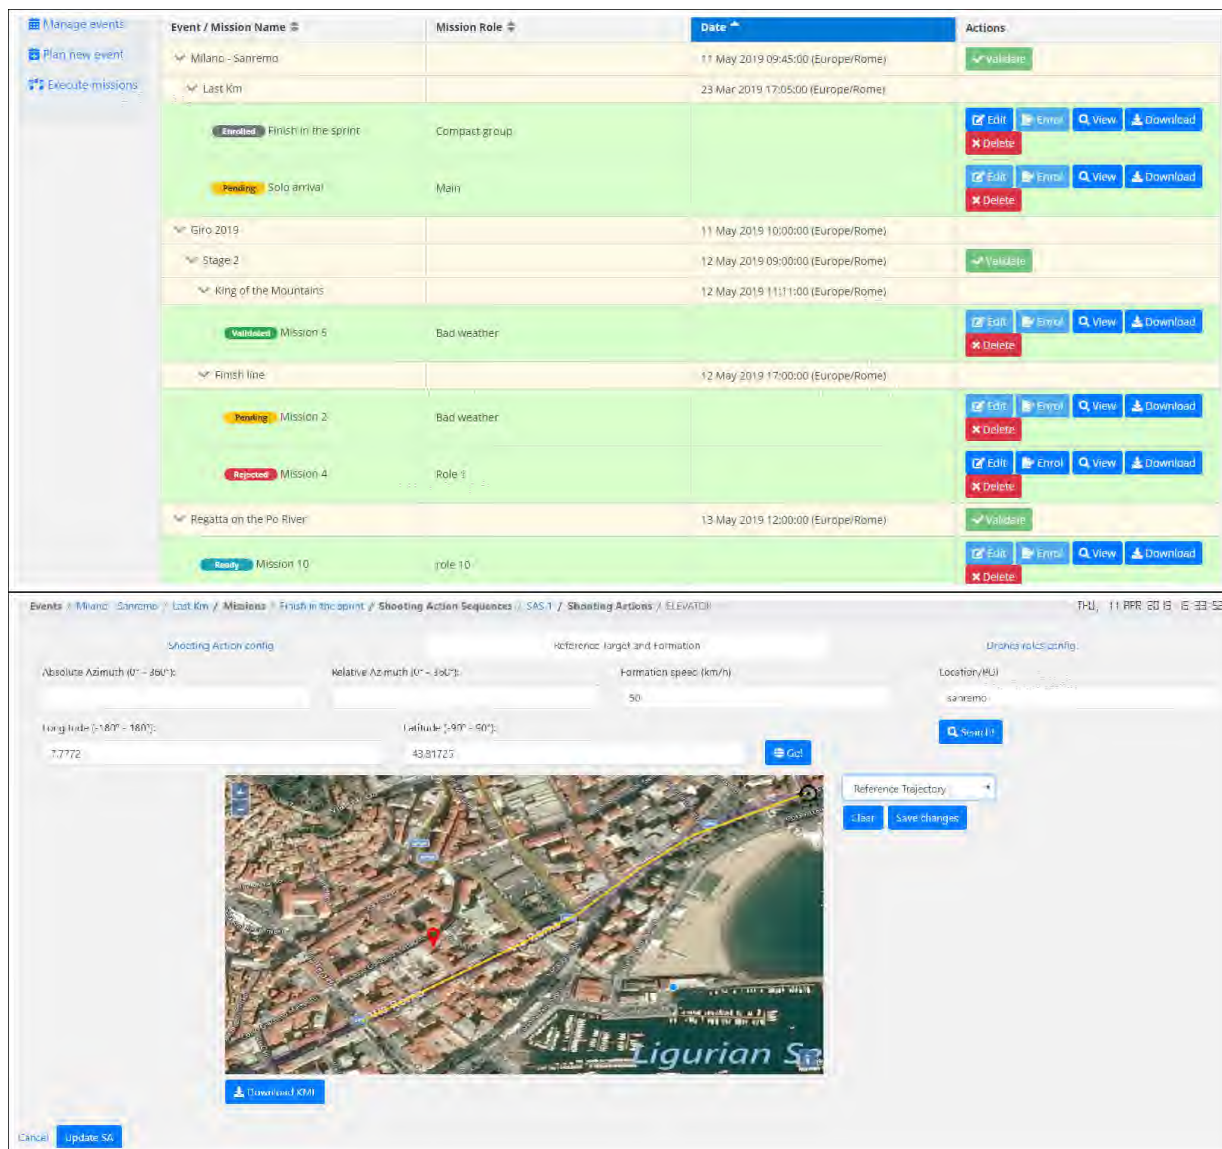 Manage events
Plan new event
Execute missions
Event / Mission Name Mission Role Date Actions
Milano - Sanremo 11 May 2019 09:45:00 (Europe/Rome) Validate
Last Km 23 Mar 2019 17:05:00 (Europe/Rome)
Enrolled Finish in the sprint Compact group Edit Enrol View Download
Delete
Pending Solo arrival Main Edit Enrol View Download
Delete
Giro 2019 11 May 2019 10:00:00 (Europe/Rome)
Stage 2 12 May 2019 09:00:00 (Europe/Rome) Validate
King of the Mountains 12 May 2019 11:11:00 (Europe/Rome)
Validated Mission 5 Bad weather Edit Enrol View Download
Delete
Finish line 12 May 2019 17:00:00 (Europe/Rome)
Pending Mission 2 Bad weather Edit Enrol View Download
Delete
Rejected Mission 4 Role 1 Edit Enrol View Download
Delete
Regatta on the Po River 13 May 2019 12:00:00 (Europe/Rome) Validate
Ready Mission 10 role 10 Edit Enrol View Download
Delete
Events / Milano - Sanremo / Last Km / Missions / Finish in the sprint / Shooting Action Sequences / SAS 1 / Shooting Actions / ELEVATOR THU, 11 APR 2019
Shooting Action config Reference Target and Formation Drones roles config
Absolute Azimuth (0° - 360°): Relative Azimuth (0° - 360°): Formation speed (km/h) Location/POI
50 sanremo
Longitude (-180° - 180°): Latitude (-90° - 90°): Search
7.7772 43.81725 Go!
Reference Trajectory
Clear Save changes
Via Roma
Ligurian Se
Download KML
Cancel Update SA